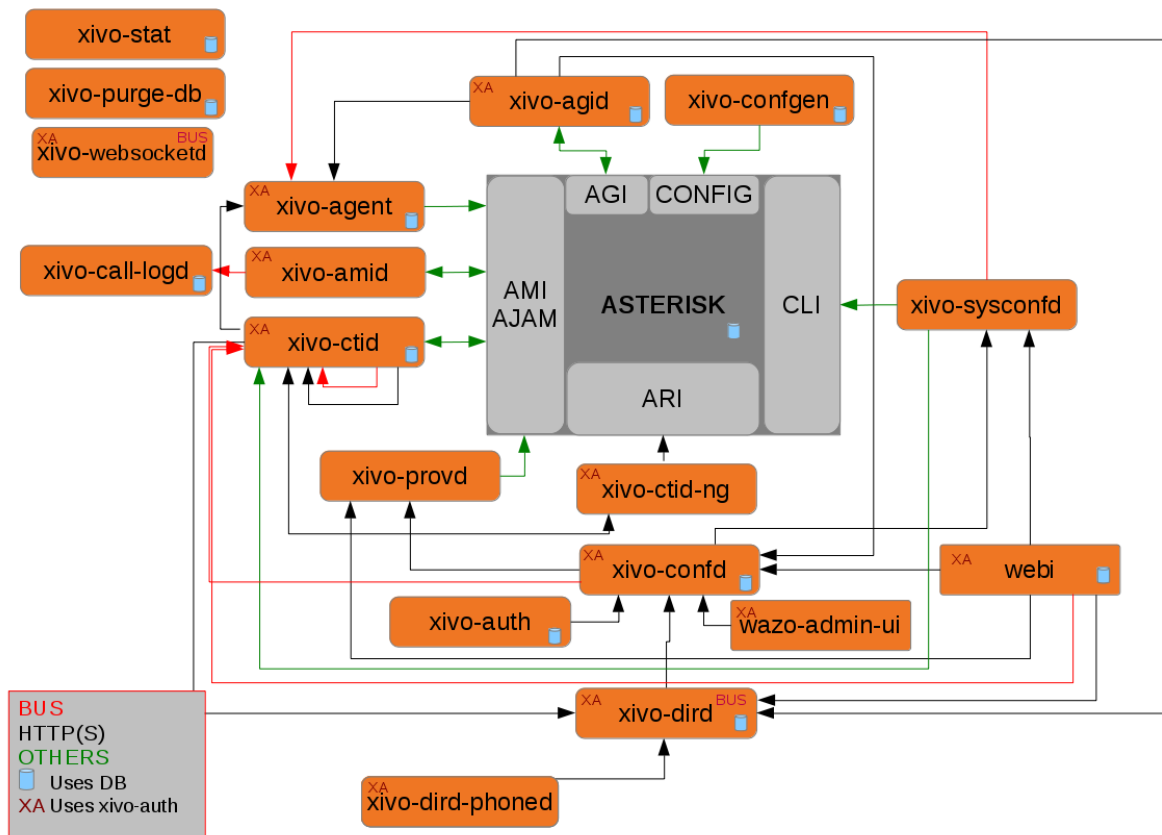 xivo-stat
xivo-purge-db
XA
BUS
xivo-websocketd
XA
xivo-agid
xivo-confgen
XA
xivo-agent
AGI
CONFIG
xivo-call-logd
XA
xivo-amid
AMI
AJAM
ASTERISK
CLI
xivo-sysconfd
XA
xivo-ctid
ARI
xivo-provd
XA
xivo-ctid-ng
XA
xivo-confd
XA
webi
xivo-auth
XA
wazo-admin-ui
BUS
HTTP(S)
OTHERS
Uses DB
XA Uses xivo-auth
XA
BUS
xivo-dird
XA
xivo-dird-phoned